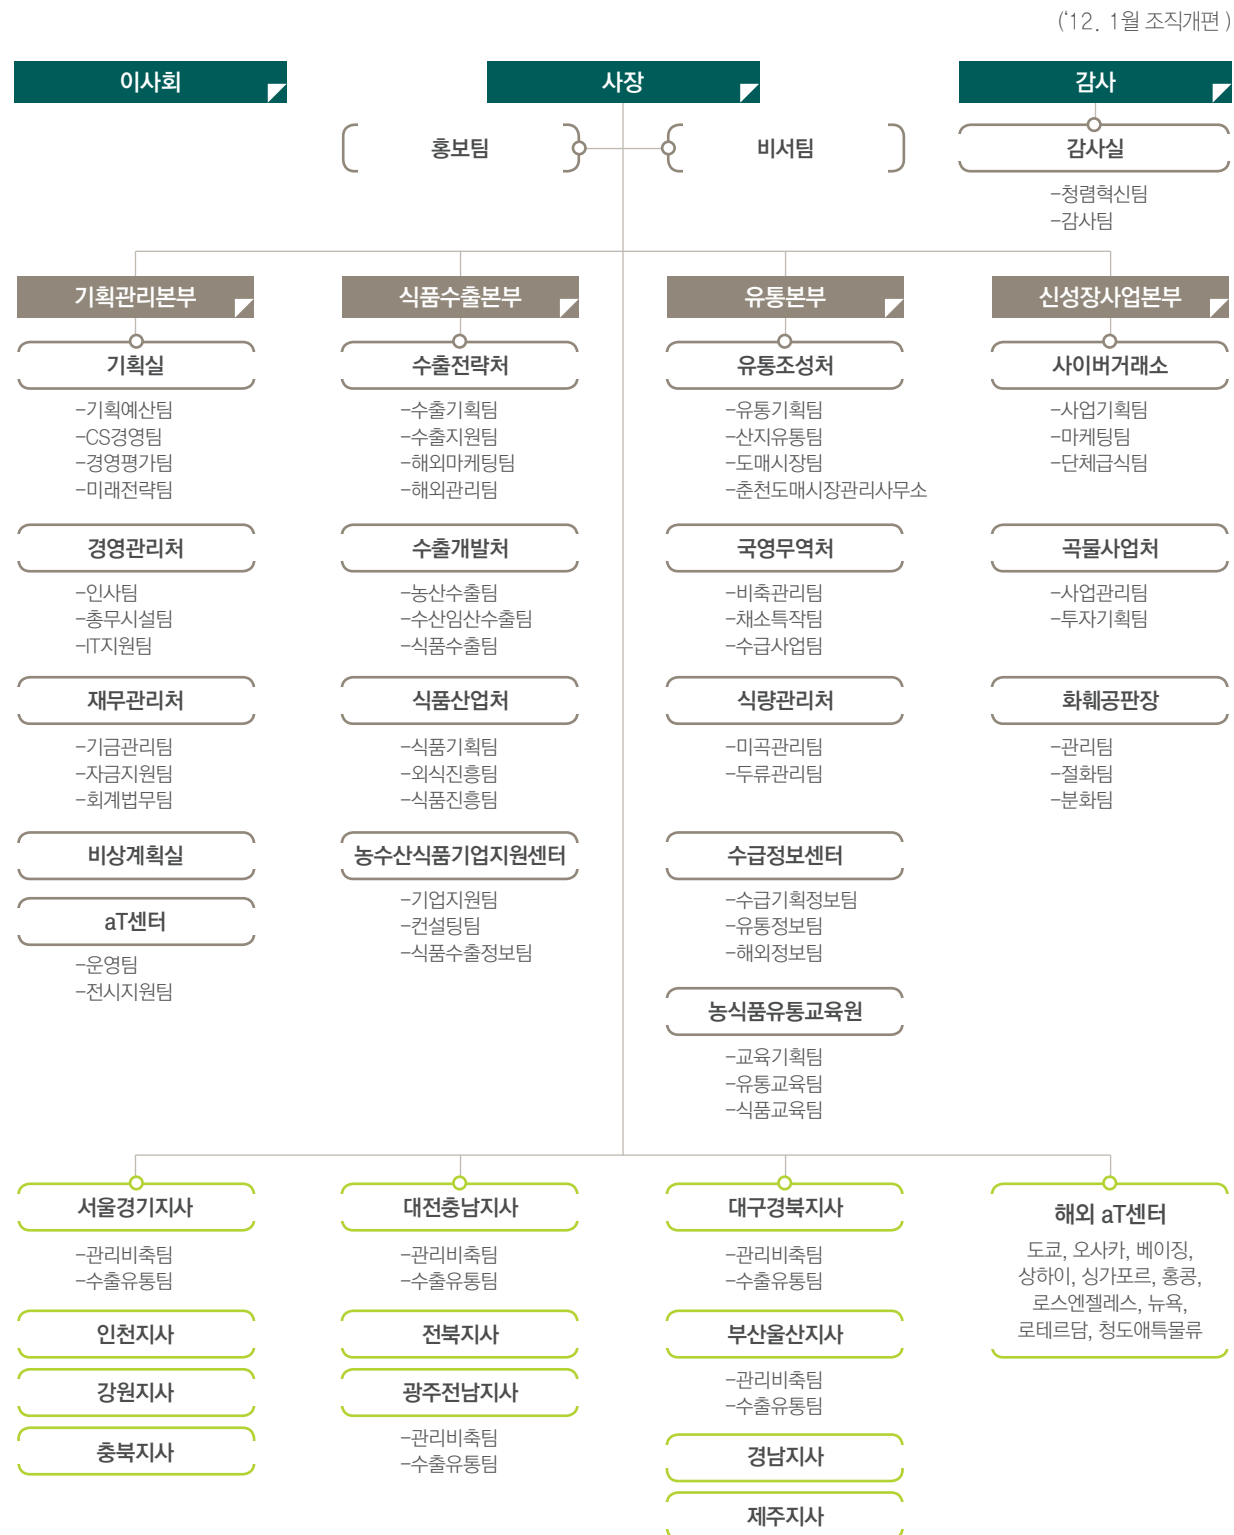 (‘12. 1월 조직개편 )
이사회
사장
감사
홍보팀
비서팀
감사실
-청렴혁신팀
-감사팀
기획관리본부
기획실
-기획예산팀
-CS경영팀
-경영평가팀
-미래전략팀
경영관리처
-인사팀
-총무시설팀
-IT지원팀
재무관리처
-기금관리팀
-자금지원팀
-회계법무팀
비상계획실
aT센터
-운영팀
-전시지원팀
식품수출본부
수출전략처
-수출기획팀
-수출지원팀
-해외마케팅팀
-해외관리팀
수출개발처
-농산수출팀
-수산임산수출팀
-식품수출팀
식품산업처
-식품기획팀
-외식진흥팀
-식품진흥팀
농수산식품기업지원센터
-기업지원팀
-컨설팅팀
-식품수출정보팀
유통본부
유통조성처
-유통기획팀
-산지유통팀
-도매시장팀
-춘천도매시장관리사무소
국영무역처
-비축관리팀
-채소특작팀
-수급사업팀
식량관리처
-미곡관리팀
-두류관리팀
수급정보센터
-수급기획정보팀
-유통정보팀
-해외정보팀
농식품유통교육원
-교육기획팀
-유통교육팀
-식품교육팀
신성장사업본부
사이버거래소
-사업기획팀
-마케팅팀
-단체급식팀
곡물사업처
-사업관리팀
-투자기획팀
화훼공판장
-관리팀
-절화팀
-분화팀
서울경기지사
-관리비축팀
-수출유통팀
인천지사
강원지사
충북지사
대전충남지사
-관리비축팀
-수출유통팀
전북지사
광주전남지사
-관리비축팀
-수출유통팀
대구경북지사
-관리비축팀
-수출유통팀
부산울산지사
-관리비축팀
-수출유통팀
경남지사
제주지사
해외 aT센터
도쿄, 오사카, 베이징,
상하이, 싱가포르, 홍콩,
로스엔젤레스, 뉴욕,
로테르담, 청도애특물류